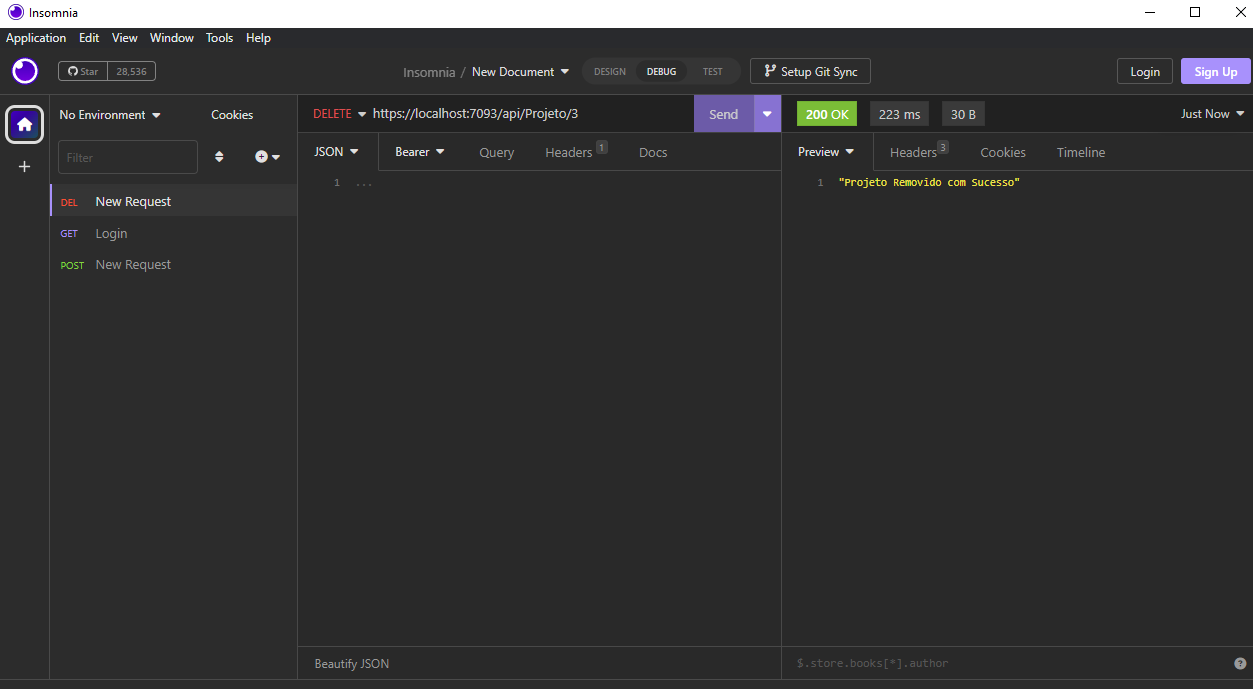 Insomnia
Application Edit View Window Tools Help
Star 28,536
Insomnia / New Document
DESIGN DEBUG TEST
Setup Git Sync
Login
Sign Up
No Environment
Cookies
Filter
DEL New Request
GET Login
POST New Request
DELETE https://localhost:7093/api/Projeto/3
Send
JSON Bearer Query Headers 1 Docs
1 ...
Beautify JSON
200 OK 223 ms 30 B
Just Now
Preview Headers 3 Cookies Timeline
1 "Projeto Removido com Sucesso"
$.store.books[*].author
?